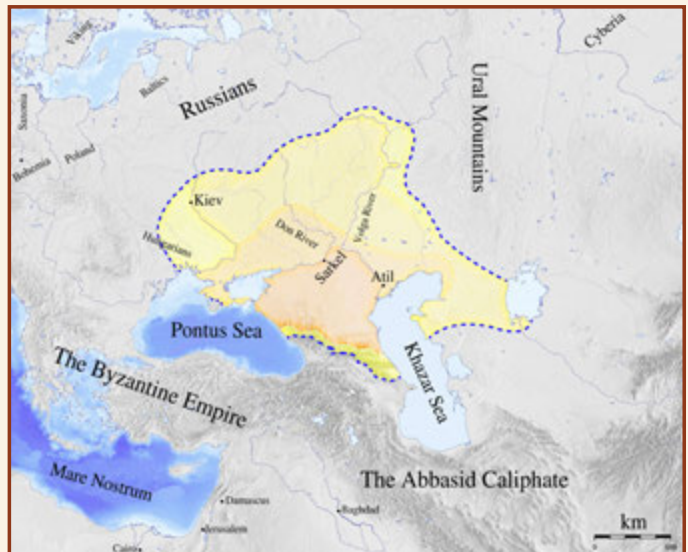 Viking
Cyberia
Baltics
Russians
Ural Mountains
Saxonia
Bohemia
Poland
Kiev
Hungarians
Don River
Volga River
Sarkel
Atil
Pontus Sea
Khazar Sea
The Byzantine Empire
Mare Nostrum
The Abbasid Caliphate
Damascus
Baghdad
Jerusalem
Cairo
km